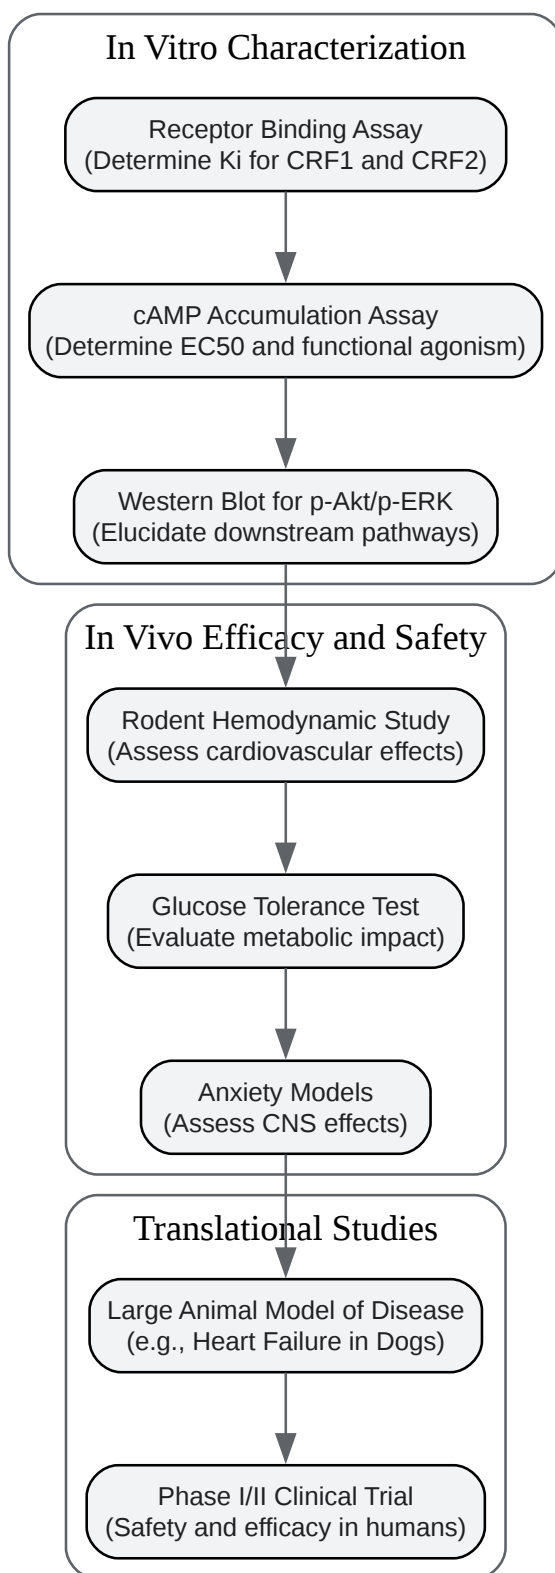 In Vitro Characterization
Receptor Binding Assay
(Determine Ki for CRF1 and CRF2)
cAMP Accumulation Assay
(Determine EC50 and functional agonism)
Western Blot for p-Akt/p-ERK
(Elucidate downstream pathways)
In Vivo Efficacy and Safety
Rodent Hemodynamic Study
(Assess cardiovascular effects)
Glucose Tolerance Test
(Evaluate metabolic impact)
Anxiety Models
(Assess CNS effects)
Translational Studies
Large Animal Model of Disease
(e.g., Heart Failure in Dogs)
Phase I/II Clinical Trial
(Safety and efficacy in humans)